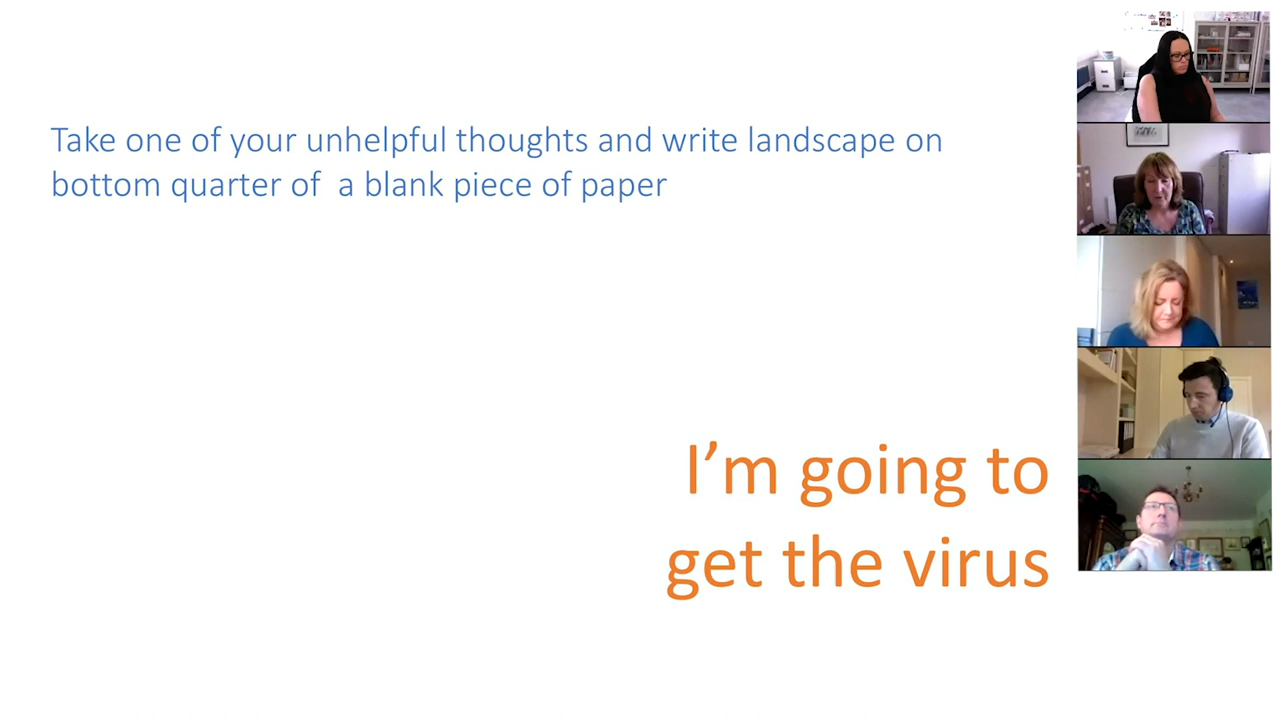 Take one of your unhelpful thoughts and write landscape on
bottom quarter of  a blank piece of paper
I’m going to
get the virus